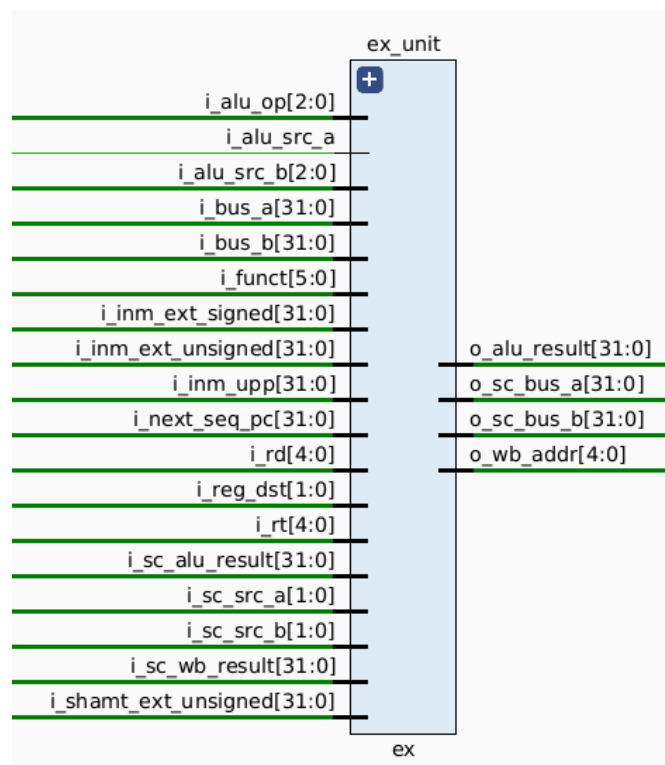 ex_unit
i_alu_op[2:0]
i_alu_src_a
i_alu_src_b[2:0]
i_bus_a[31:0]
i_bus_b[31:0]
i_funct[5:0]
i_inm_ext_signed[31:0]
i_inm_ext_unsigned[31:0]
i_inm_upp[31:0]
i_next_seq_pc[31:0]
i_rd[4:0]
i_reg_dst[1:0]
i_rt[4:0]
i_sc_alu_result[31:0]
i_sc_src_a[1:0]
i_sc_src_b[1:0]
i_sc_wb_result[31:0]
i_shamt_ext_unsigned[31:0]
o_alu_result[31:0]
o_sc_bus_a[31:0]
o_sc_bus_b[31:0]
o_wb_addr[4:0]
ex